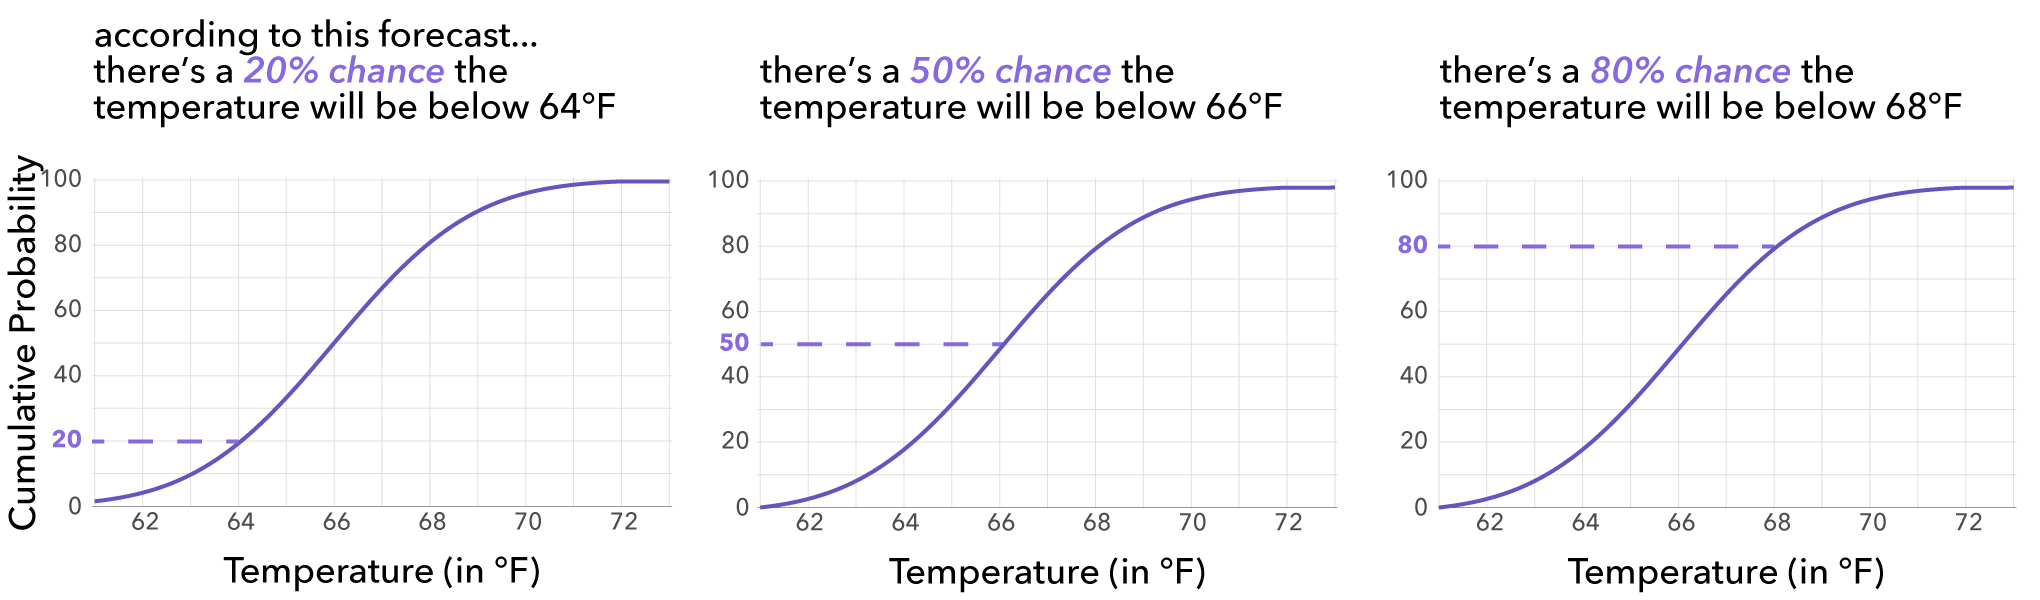 according to this forecast...
there's a 20% chance the
temperature will be below 64°F
Cumulative Probability
100
80
60
40
20
0
62 64 66 68 70 72
Temperature (in °F)
there's a 50% chance the
temperature will be below 66°F
100
80
60
50
40
20
0
62 64 66 68 70 72
Temperature (in °F)
there's a 80% chance the
temperature will be below 68°F
100
80
60
40
20
0
62 64 66 68 70 72
Temperature (in °F)